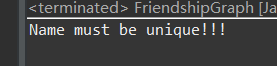 <terminated> FriendshipGraph [Ja
Name must be unique!!!